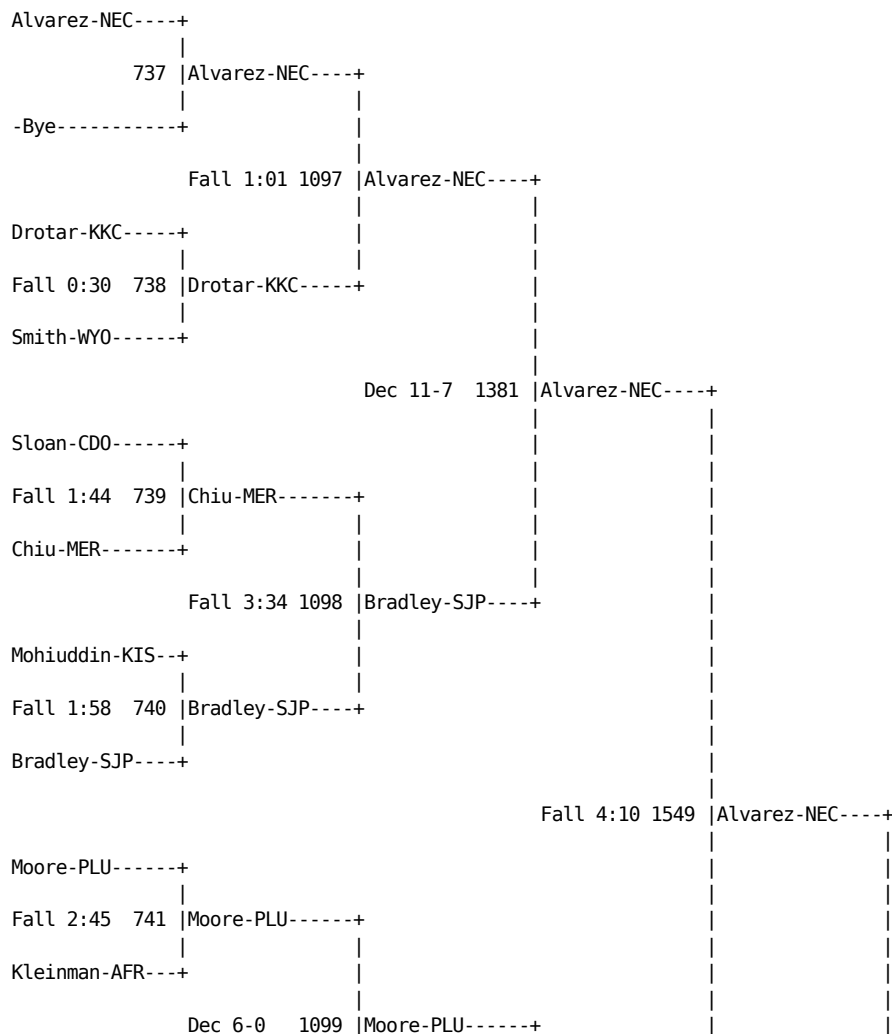 Alvarez-NEC----+
|
737 |Alvarez-NEC----+
| |
-Bye-----------+ |
|
Fall 1:01 1097 |Alvarez-NEC----+
| |
Drotar-KKC-----+ | |
| | |
Fall 0:30 738 |Drotar-KKC-----+ |
| |
Smith-WYO------+ |
|
Dec 11-7 1381 |Alvarez-NEC----+
| |
Sloan-CDO------+ | |
| | |
Fall 1:44 739 |Chiu-MER-------+ | |
| | | |
Chiu-MER-------+ | | |
| | |
Fall 3:34 1098 |Bradley-SJP----+ |
| |
Mohiuddin-KIS--+ | |
| | |
Fall 1:58 740 |Bradley-SJP----+ |
| |
Bradley-SJP----+ |
|
Fall 4:10 1549 |Alvarez-NEC----+
| |
Moore-PLU------+ | |
| | |
Fall 2:45 741 |Moore-PLU------+ | |
| | | |
Kleinman-AFR---+ | | |
| | |
Dec 6-0 1099 |Moore-PLU------+ | |